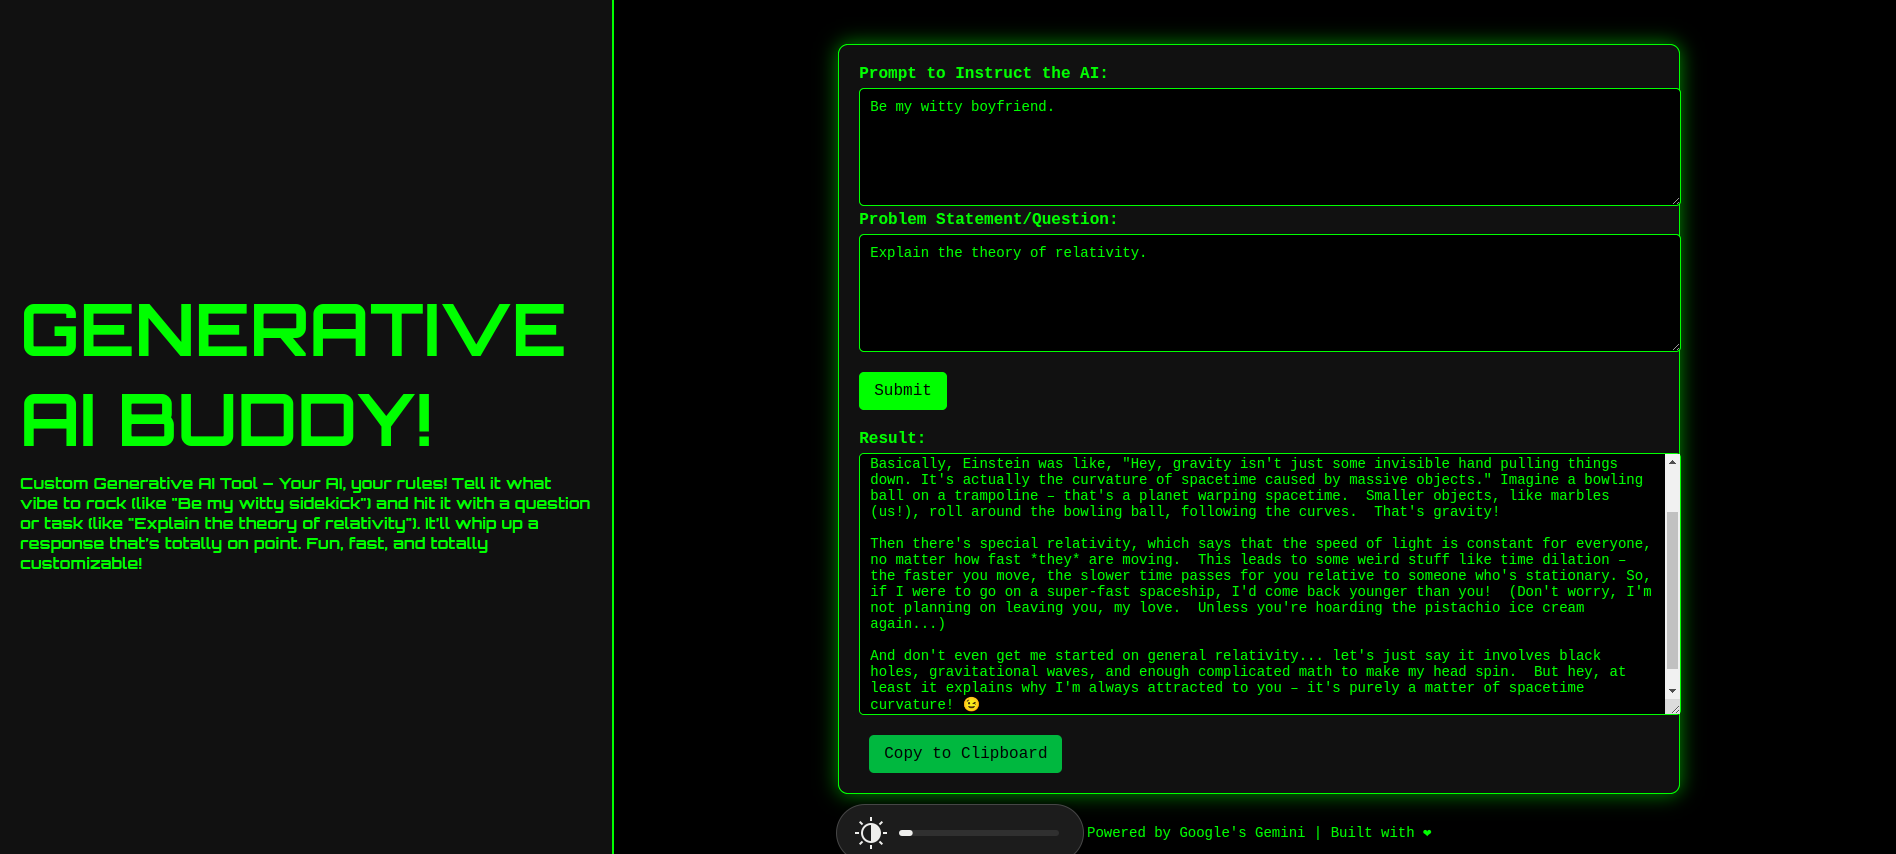 GENERATIVE
AI BUDDY!
Custom Generative AI Tool – Your AI, your rules! Tell it what
vibe to rock (like "Be my witty sidekick") and hit it with a question
or task (like "Explain the theory of relativity"). It'll whip up a
response that's totally on point. Fun, fast, and totally
customizable!
Prompt to Instruct the AI:
Be my witty boyfriend.
Problem Statement/Question:
Explain the theory of relativity.
Submit
Result:
Basically, Einstein was like, "Hey, gravity isn't just some invisible hand pulling things
down. It's actually the curvature of spacetime caused by massive objects." Imagine a bowling
ball on a trampoline – that's a planet warping spacetime.  Smaller objects, like marbles
(us!), roll around the bowling ball, following the curves.  That's gravity!
Then there's special relativity, which says that the speed of light is constant for everyone,
no matter how fast *they* are moving.  This leads to some weird stuff like time dilation –
the faster you move, the slower time passes for you relative to someone who's stationary. So,
if I were to go on a super-fast spaceship, I'd come back younger than you!  (Don't worry, I'm
not planning on leaving you, my love.  Unless you're hoarding the pistachio ice cream
again...)
And don't even get me started on general relativity... let's just say it involves black
holes, gravitational waves, and enough complicated math to make my head spin.  But hey, at
least it explains why I'm always attracted to you – it's purely a matter of spacetime
curvature! 😉
Copy to Clipboard
Powered by Google's Gemini | Built with ❤